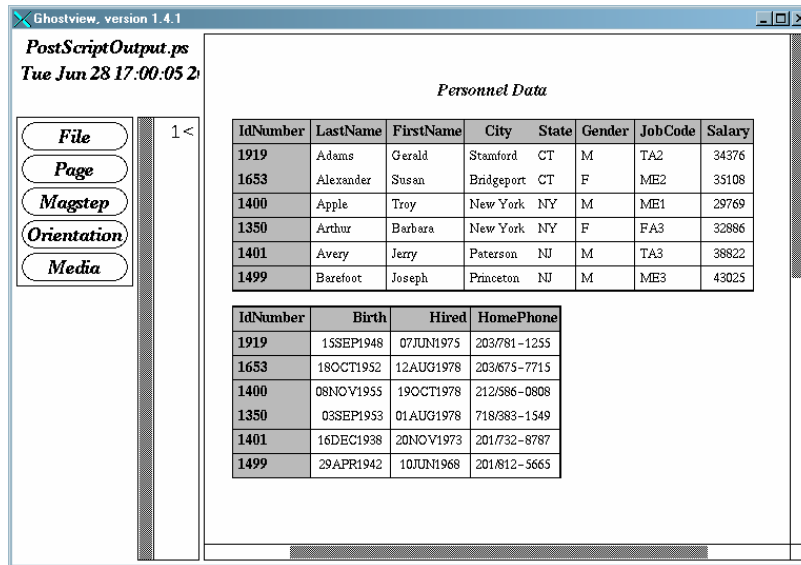 Ghostview, version 1.4.1
PostScriptOutput.ps
Tue Jun 28 17:00:05
File
Page
Magstep
Orientation
Media
1<
Personnel Data
IdNumber LastName FirstName City State Gender JobCode Salary
1919 Adams Gerald Stamford CT M TA2 34376
1653 Alexander Susan Bridgeport CT F ME2 35108
1400 Apple Troy New York NY M ME1 29769
1350 Arthur Barbara New York NY F FA3 32886
1401 Avery Jerry Paterson NJ M TA3 38822
1499 Barefoot Joseph Princeton NJ M ME3 43025
IdNumber Birth Hired HomePhone
1919 15SEP1948 07JUN1975 203/781-1255
1653 18OCT1952 12AUG1978 203/675-7715
1400 08NOV1955 19OCT1978 212/586-0808
1350 03SEP1953 01AUG1978 718/383-1549
1401 16DEC1938 20NOV1973 201/732-8787
1499 29APR1942 10JUN1968 201/812-5665